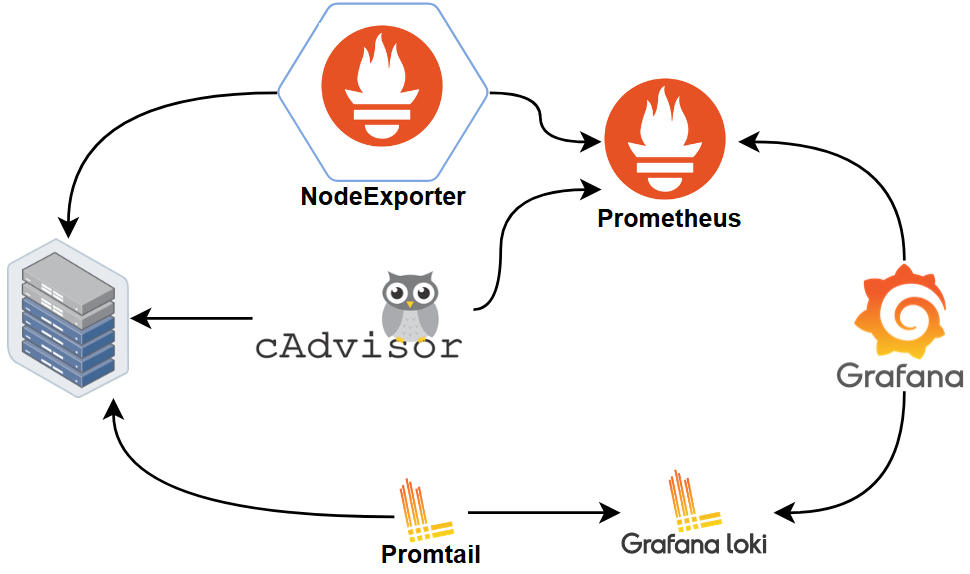 NodeExporter
Prometheus
cAdvisor
Grafana
Promtail
Grafana loki